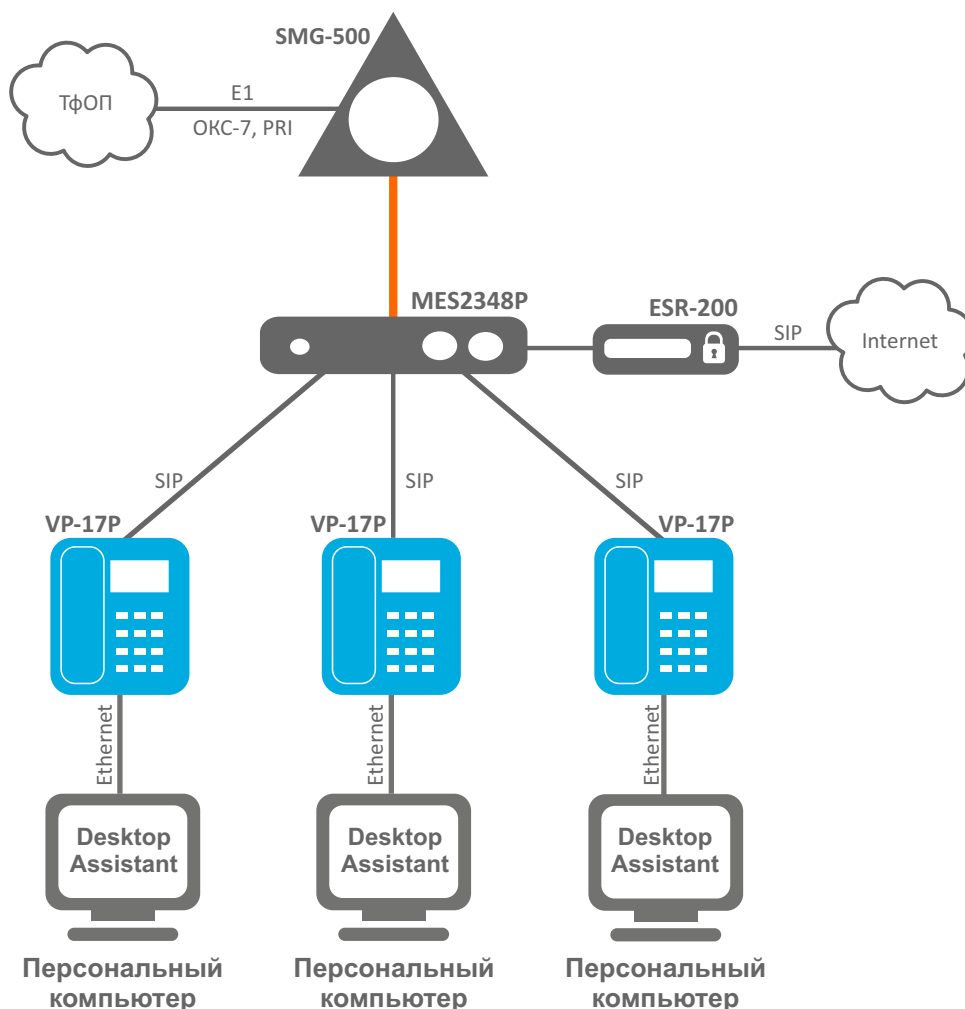 SMG-500
ТфОП
E1
ОКС-7, PRI
MES2348P
ESR-200
SIP
Internet
SIP
SIP
SIP
VP-17P
VP-17P
VP-17P
Ethernet
Ethernet
Ethernet
Desktop
Assistant
Desktop
Assistant
Desktop
Assistant
Персональный
компьютер
Персональный
компьютер
Персональный
компьютер